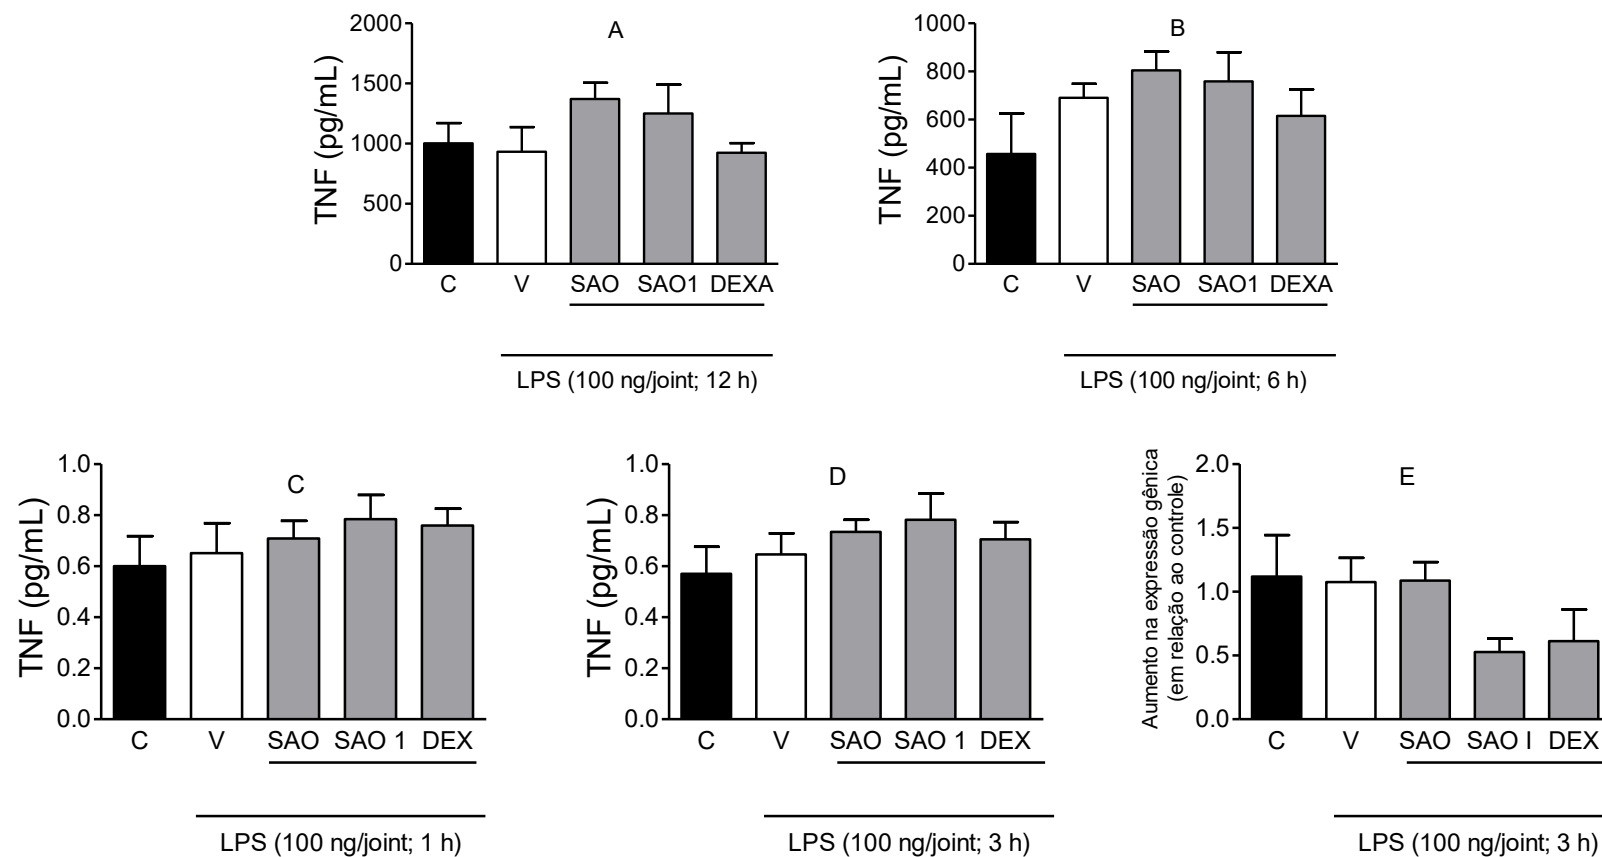 A
TNF (pg/mL)
2000
1500
1000
500
0
C V SAO SAO1 DEXA
LPS (100 ng/joint; 12 h)
B
TNF (pg/mL)
1000
800
600
400
200
0
C V SAO SAO1 DEXA
LPS (100 ng/joint; 6 h)
C
TNF (pg/mL)
1.0
0.8
0.6
0.4
0.2
0.0
C V SAO SAO 1 DEX
LPS (100 ng/joint; 1 h)
D
TNF (pg/mL)
1.0
0.8
0.6
0.4
0.2
0.0
C V SAO SAO 1 DEX
LPS (100 ng/joint; 3 h)
E
Aumento na expressão gênica
(em relação ao controle)
2.0
1.5
1.0
0.5
0.0
C V SAO SAO I DEX
LPS (100 ng/joint; 3 h)